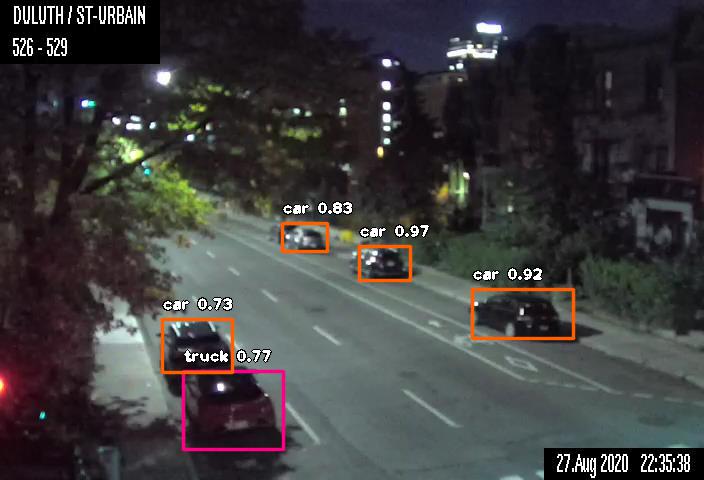 DULUTH / ST-URBAIN
526 - 529
car 0.83
car 0.97
car 0.92
car 0.73
truck 0.77
27.Aug 2020 22:35:38